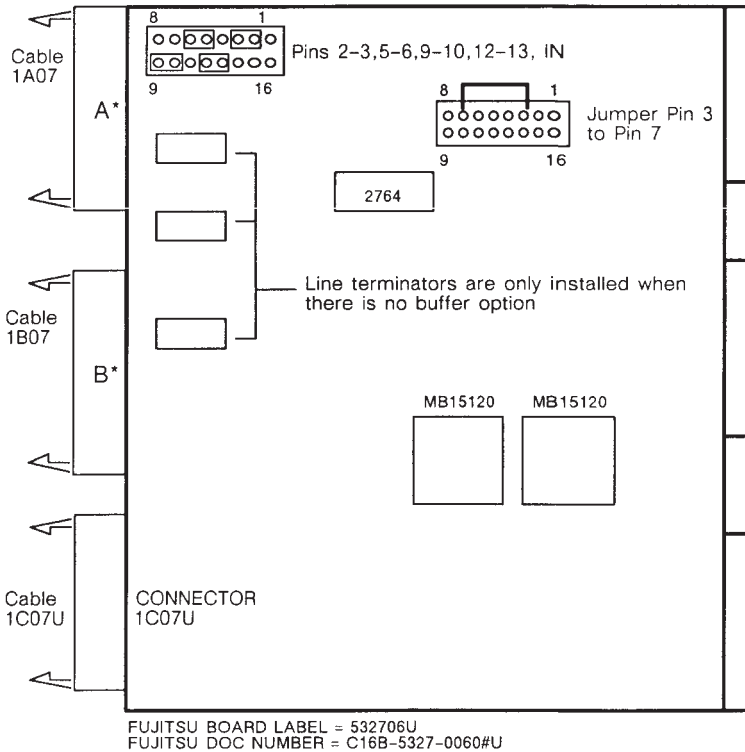 8 1
Pins 2-3,5-6,9-10,12-13, IN
9 16
Cable
1A07
A*
8 1
Jumper Pin 3
to Pin 7
9 16
2764
Line terminators are only installed when
there is no buffer option
Cable
1B07
B*
MB15120 MB15120
Cable
1C07U
CONNECTOR
1C07U
FUJITSU BOARD LABEL = 532706U
FUJITSU DOC NUMBER = C16B-5327-0060#U